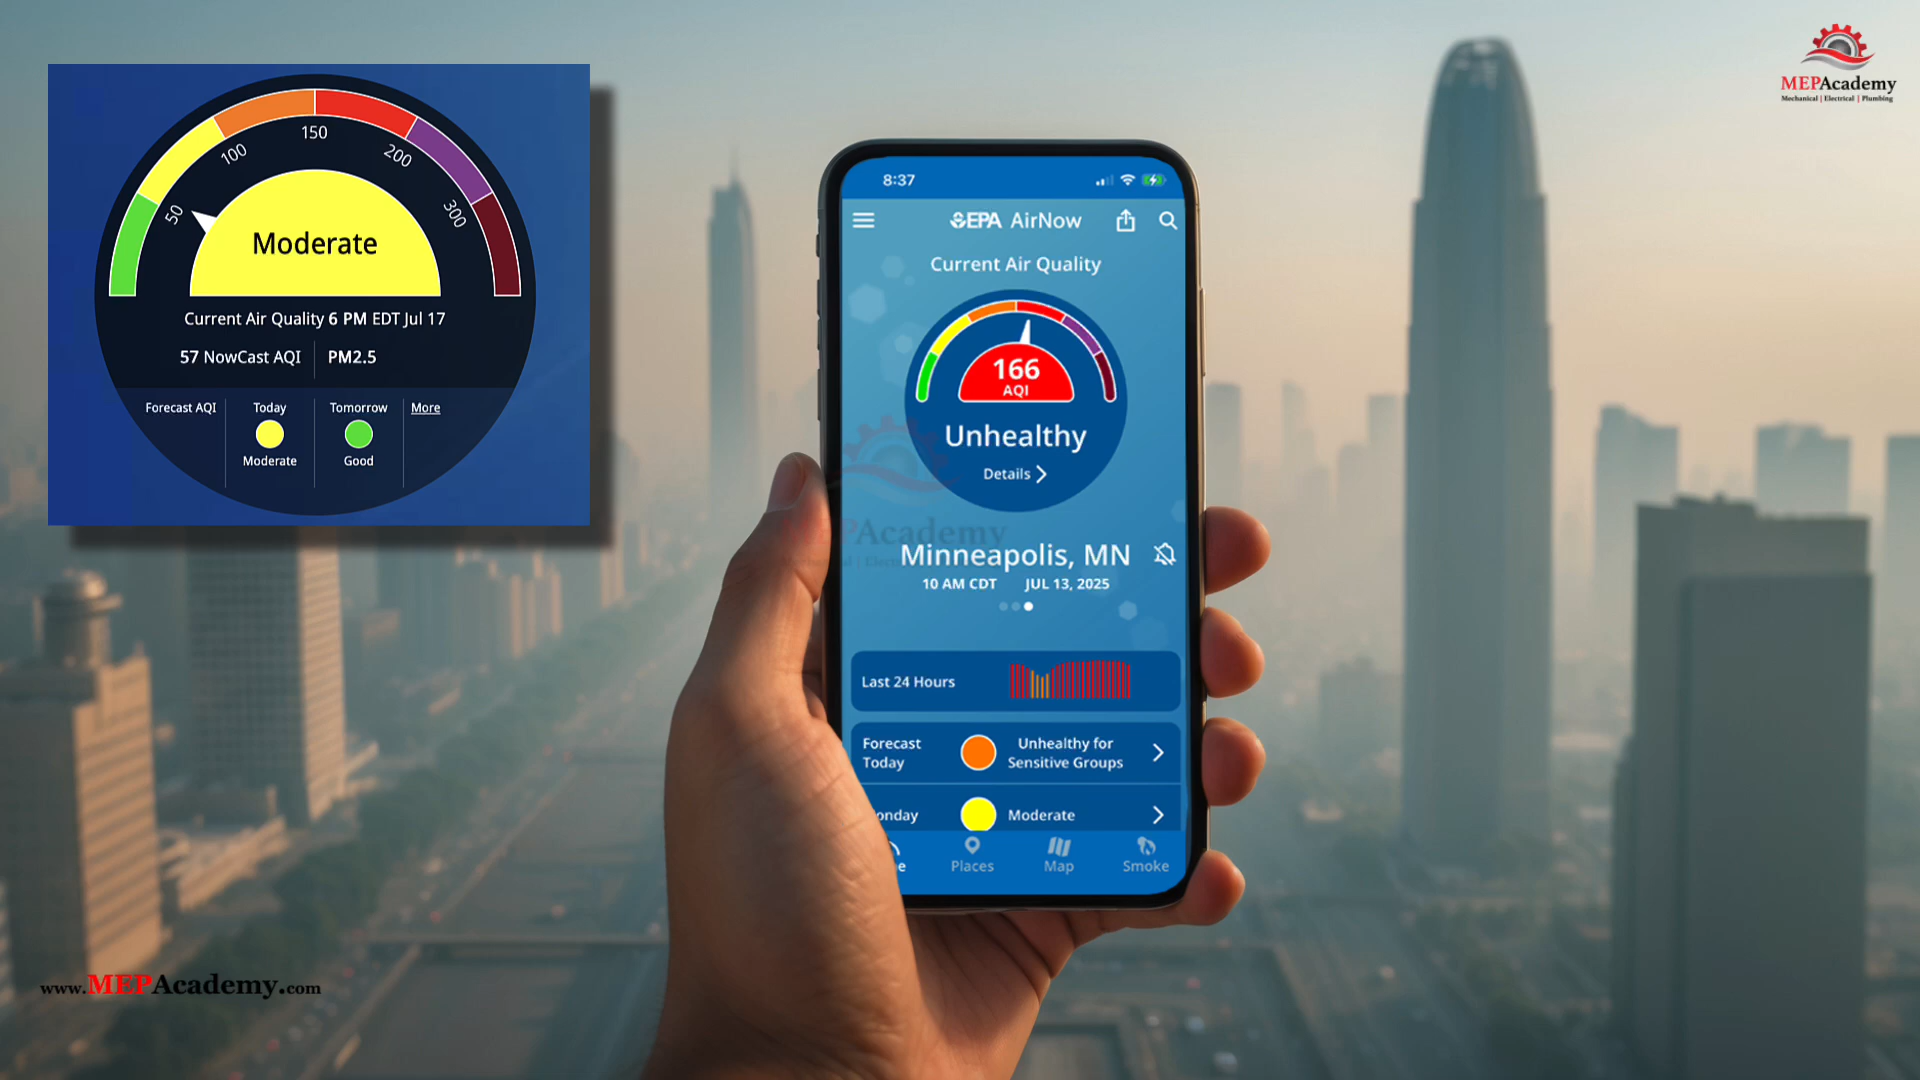 MEPAcademy
Mechanical | Electrical | Plumbing
150
100
200
50
300
Moderate
Current Air Quality 6 PM EDT Jul 17
57 NowCast AQI
PM2.5
Forecast AQI
Today
Moderate
Tomorrow
Good
More
8:37
EPA AirNow
Current Air Quality
166
AQI
Unhealthy
Details
Academy
Minneapolis, MN
10 AM CDT JUL 13, 2025
Last 24 Hours
Forecast
Today
Unhealthy for
Sensitive Groups
onday
Moderate
e
Places
Map
Smoke
www.MEPAcademy.com